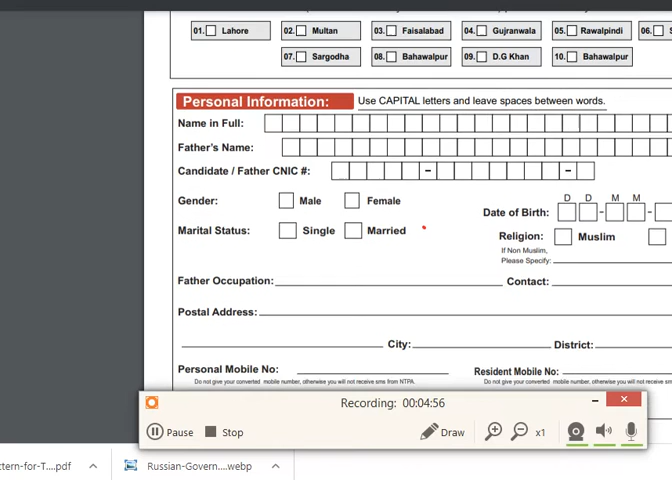 01. Lahore 02. Multan 03. Faisalabad 04. Gujranwala 05. Rawalpindi 06. S
07. Sargodha 08. Bahawalpur 09. D.G Khan 10. Bahawalpur
Personal Information: Use CAPITAL letters and leave spaces between words.
Name in Full:
Father's Name:
Candidate / Father CNIC #: – –
Gender: Male Female
D D M M
Date of Birth: - -
Marital Status: Single Married
Religion: Muslim
If Non Muslim,
Please Specify:
Father Occupation: Contact:
Postal Address:
City: District:
Personal Mobile No: Resident Mobile No:
Do not give your converted mobile number, otherwise you will not receive sms from NTPA. Do not give your converted mobile number, otherwise you will not receive sm
Recording: 00:04:56
Pause Stop Draw x1
ttern-for-T....pdf Russian-Govern....webp